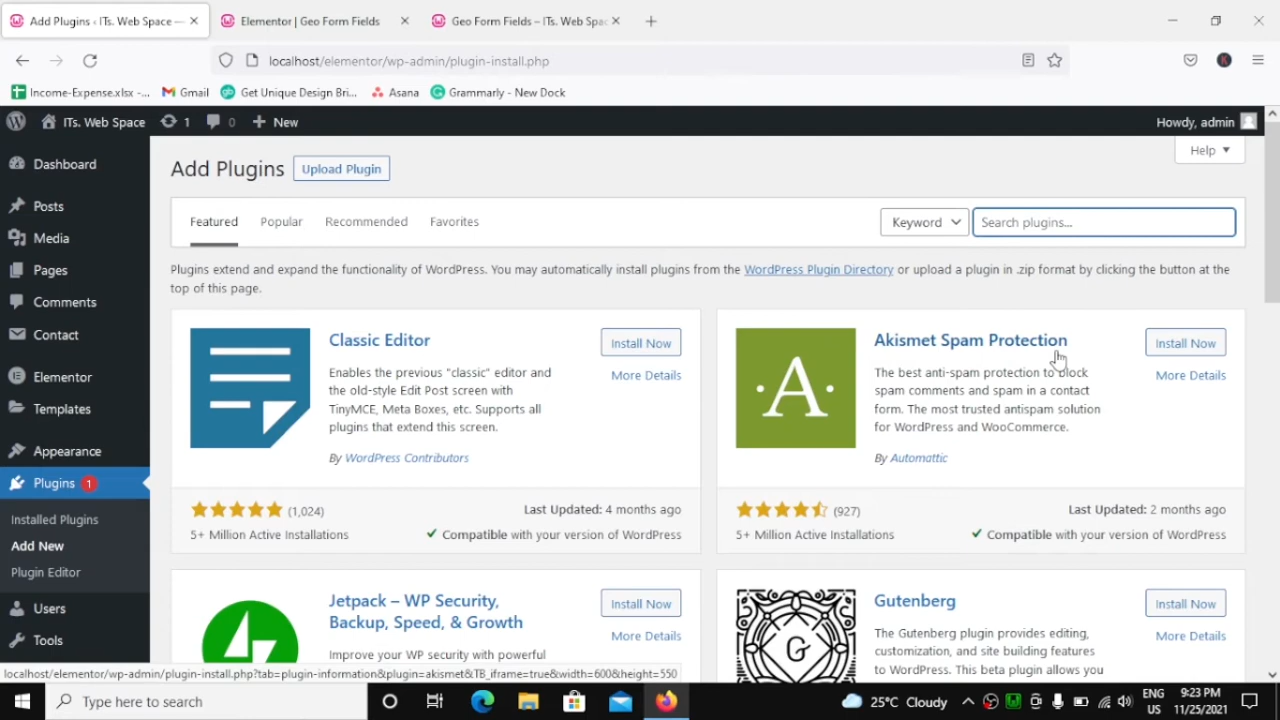 Add Plugins ‹ ITs. Web Space —
Elementor | Geo Form Fields
Geo Form Fields – ITs. Web Spac
localhost/elementor/wp-admin/plugin-install.php
Income-Expense.xlsx -...
Gmail
Get Unique Design Bri...
Asana
Grammarly - New Dock
ITs. Web Space
1
0
New
Howdy, admin
Dashboard
Posts
Media
Pages
Comments
Contact
Elementor
Templates
Appearance
Plugins 1
Installed Plugins
Add New
Plugin Editor
Users
Tools
Help
Add Plugins
Upload Plugin
Featured
Popular
Recommended
Favorites
Keyword
Search plugins...
Plugins extend and expand the functionality of WordPress. You may automatically install plugins from the WordPress Plugin Directory or upload a plugin in .zip format by clicking the button at the
top of this page.
Classic Editor
Install Now
More Details
Enables the previous "classic" editor and
the old-style Edit Post screen with
TinyMCE, Meta Boxes, etc. Supports all
plugins that extend this screen.
By WordPress Contributors
(1,024)
Last Updated: 4 months ago
5+ Million Active Installations
Compatible with your version of WordPress
A
Akismet Spam Protection
Install Now
More Details
The best anti-spam protection to block
spam comments and spam in a contact
form. The most trusted antispam solution
for WordPress and WooCommerce.
By Automattic
(927)
Last Updated: 2 months ago
5+ Million Active Installations
Compatible with your version of WordPress
Jetpack – WP Security,
Backup, Speed, & Growth
Install Now
More Details
Improve your WP security with powerful
G
Gutenberg
Install Now
More Details
The Gutenberg plugin provides editing,
customization, and site building features
to WordPress. This beta plugin allows you
localhost/elementor/wp-admin/plugin-install.php?tab=plugin-information&plugin=akismet&TB_iframe=true&width=600&height=550
Type here to search
25°C Cloudy
ENG
US
9:23 PM
11/25/2021